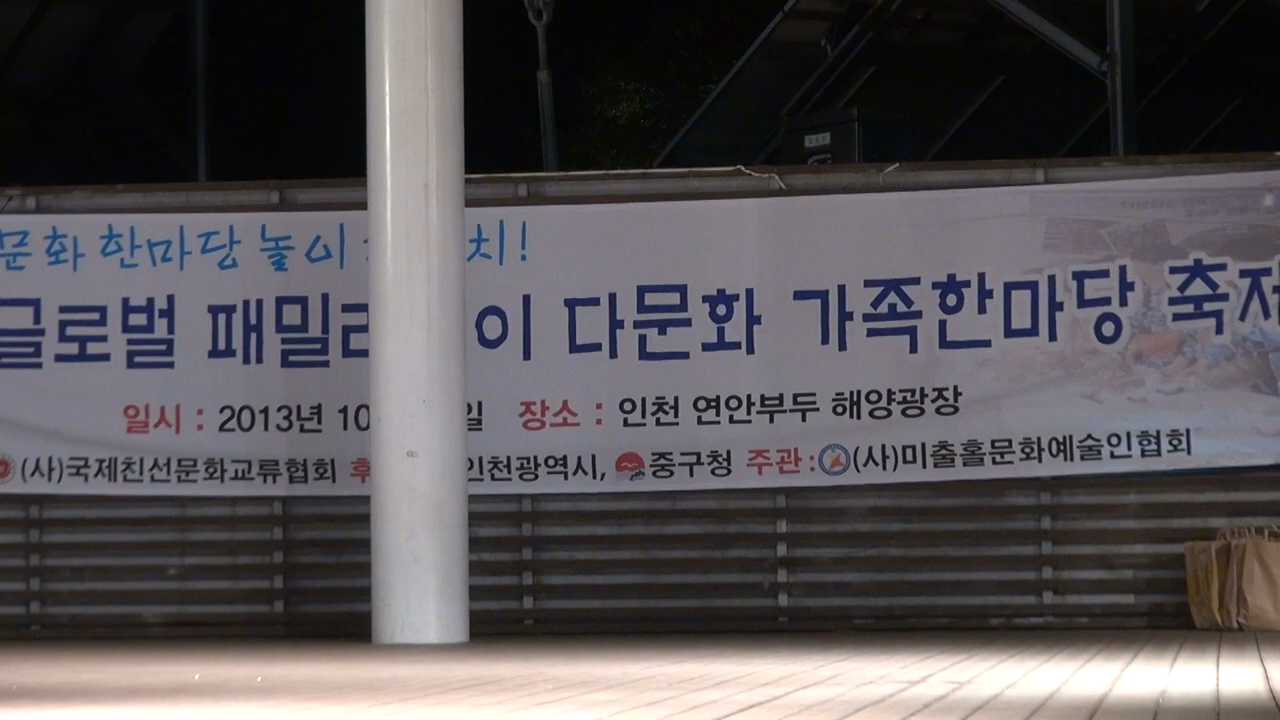 문화 한마당 놀이 치!
글로벌 패밀리 이 다문화 가족한마당 축제
일시 : 2013년 10 일 장소 : 인천 연안부두 해양광장
(사)국제친선문화교류협회 인천광역시, 중구청 주관 : (사)미출홀문화예술인협회